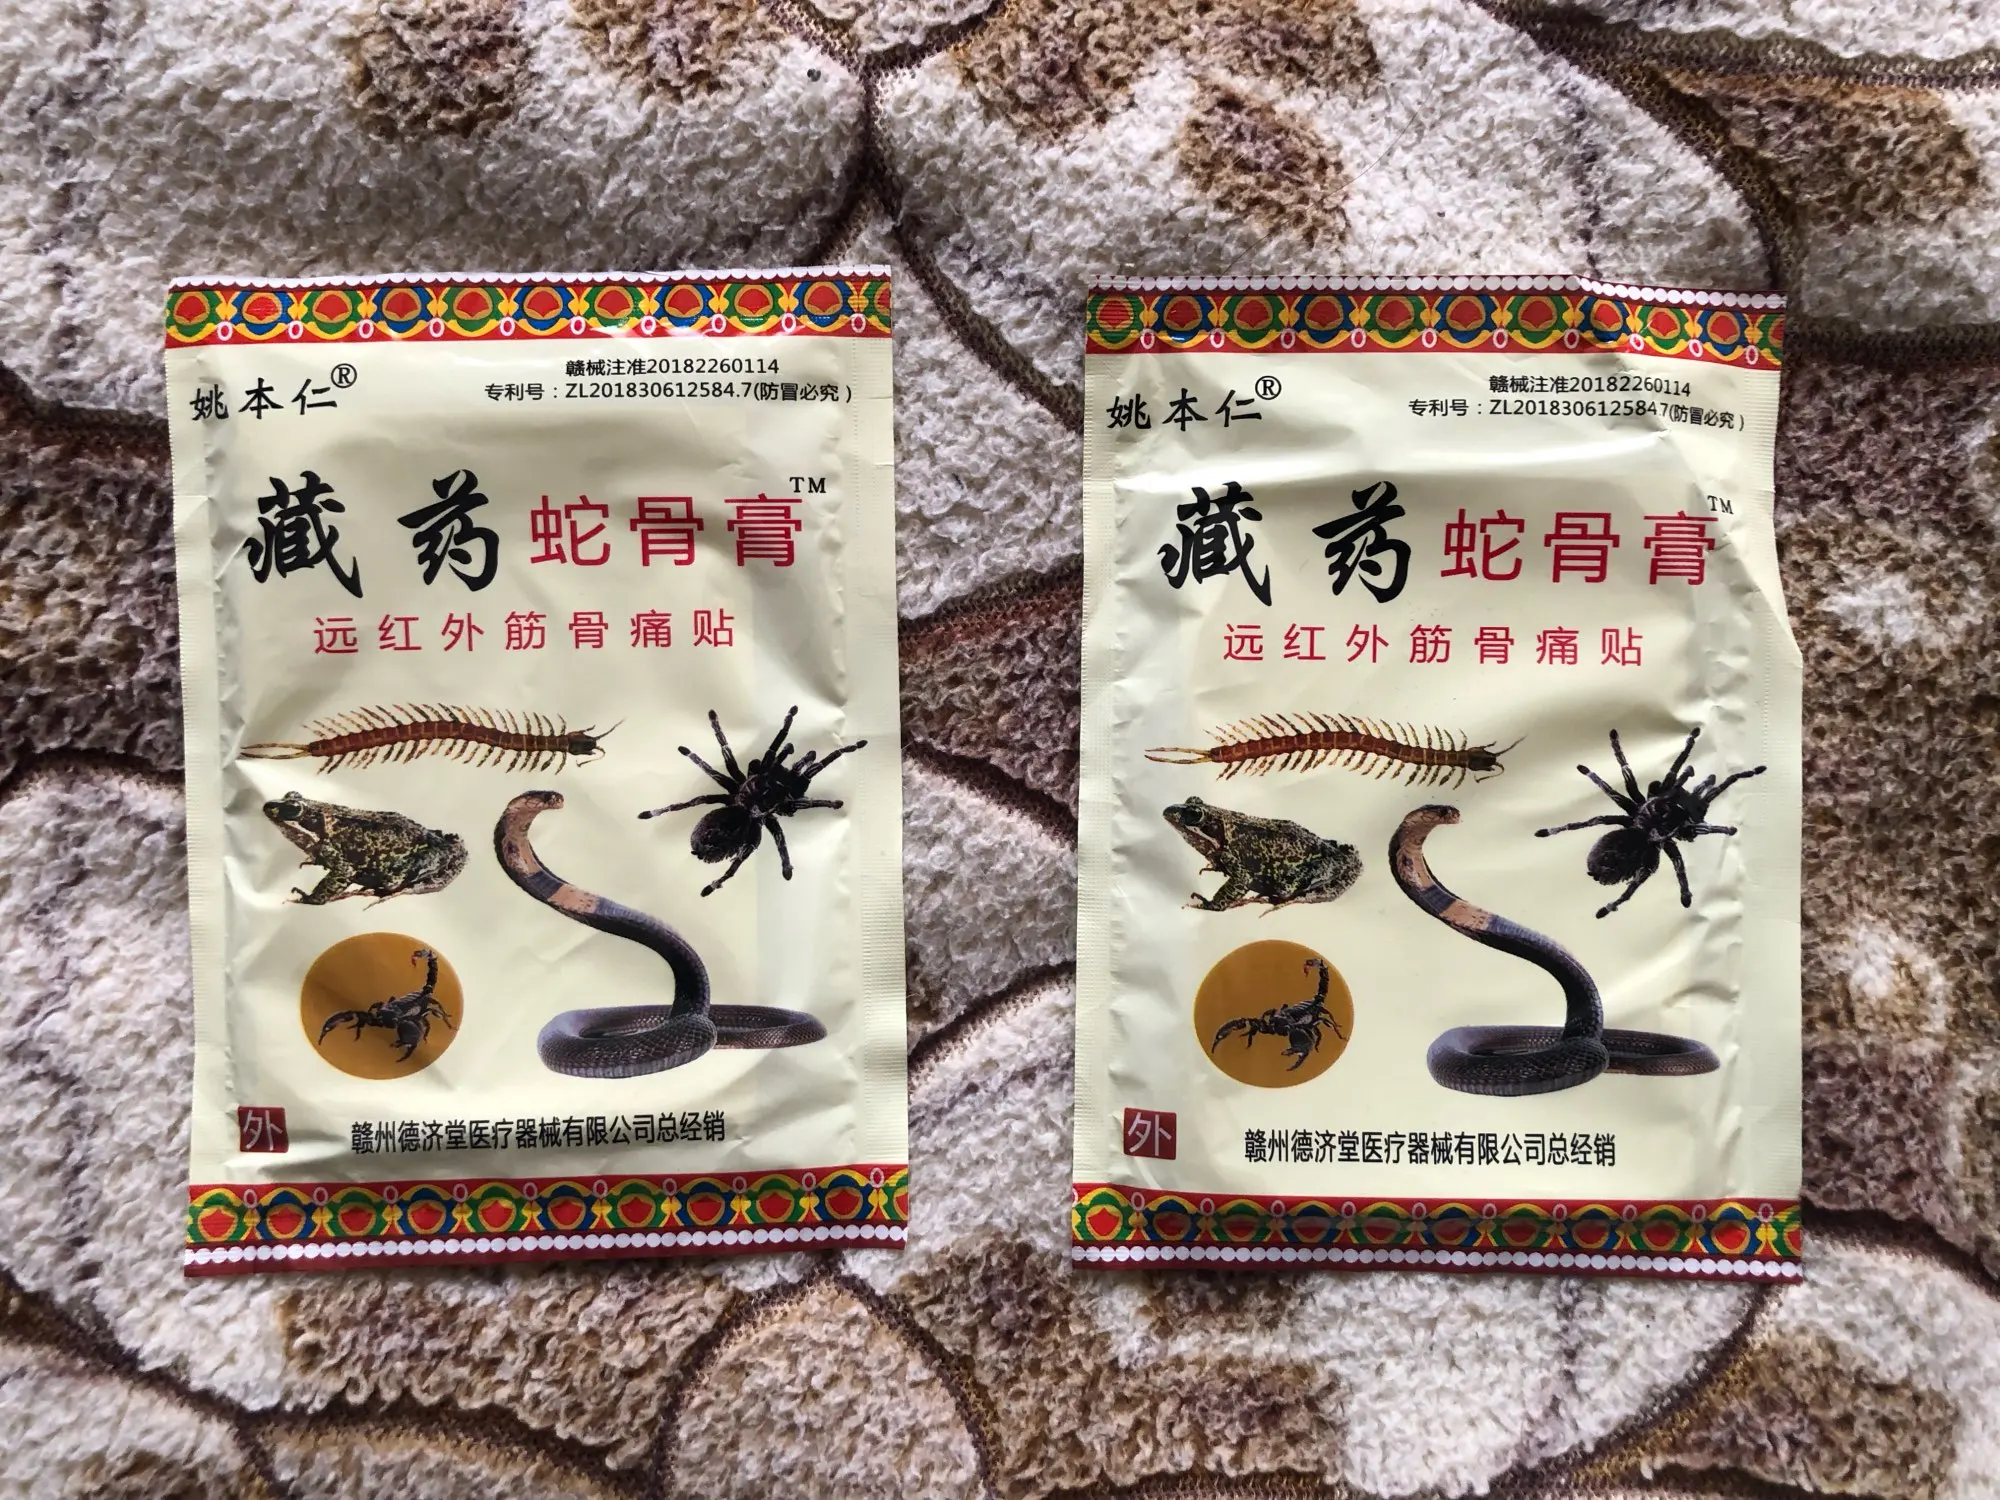 姚本仁®
赣械注准20182260114
专利号：ZL201830612584.7(防冒必究)
藏药蛇骨膏™
远红外筋骨痛贴
外
赣州德济堂医疗器械有限公司总经销
姚本仁®
赣械注准20182260114
专利号：ZL201830612584.7(防冒必究)
藏药蛇骨膏™
远红外筋骨痛贴
外
赣州德济堂医疗器械有限公司总经销